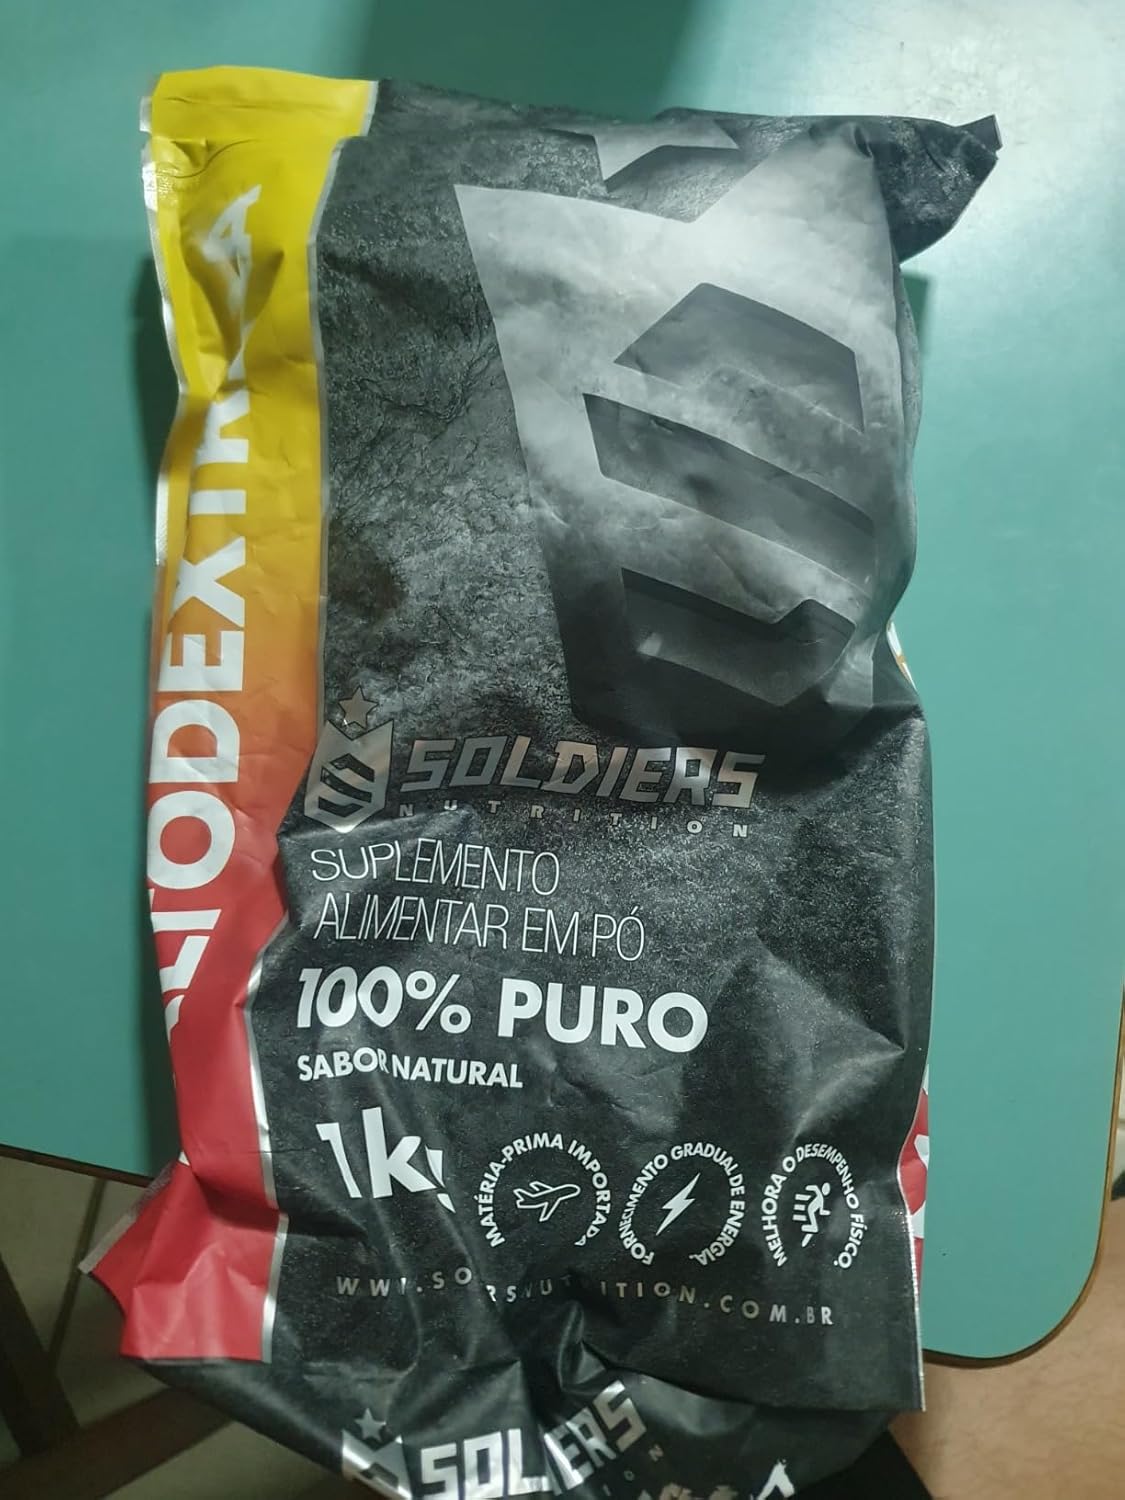 SOLDIERS
NUTRITION
SUPLEMENTO
ALIMENTAR EM PÓ
100% PURO
SABOR NATURAL
1kg
MATÉRIA-PRIMA IMPORTADA
FORNECIMENTO GRADUAL DE ENERGIA
MELHORA O DESEMPENHO FÍSICO.
SOLDIERS